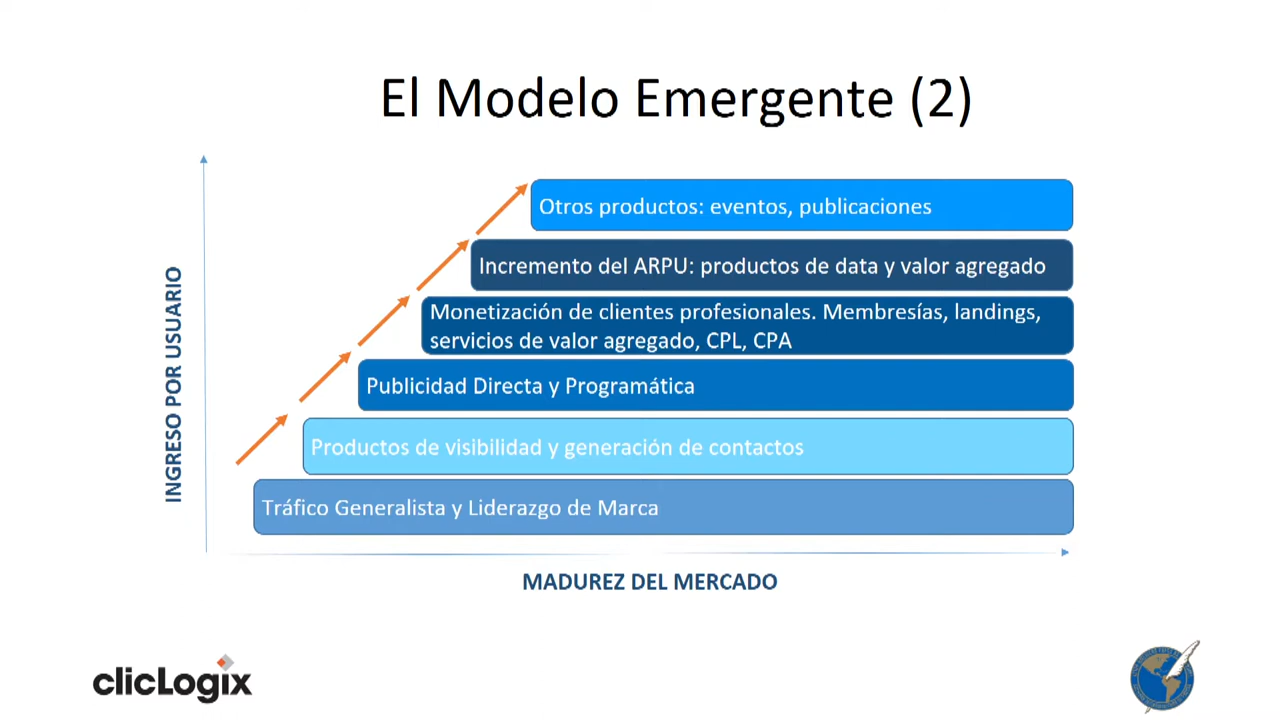 El Modelo Emergente (2)
INGRESO POR USUARIO
Otros productos: eventos, publicaciones
Incremento del ARPU: productos de data y valor agregado
Monetización de clientes profesionales. Membresías, landings,
servicios de valor agregado, CPL, CPA
Publicidad Directa y Programática
Productos de visibilidad y generación de contactos
Tráfico Generalista y Liderazgo de Marca
MADUREZ DEL MERCADO
clicLogix